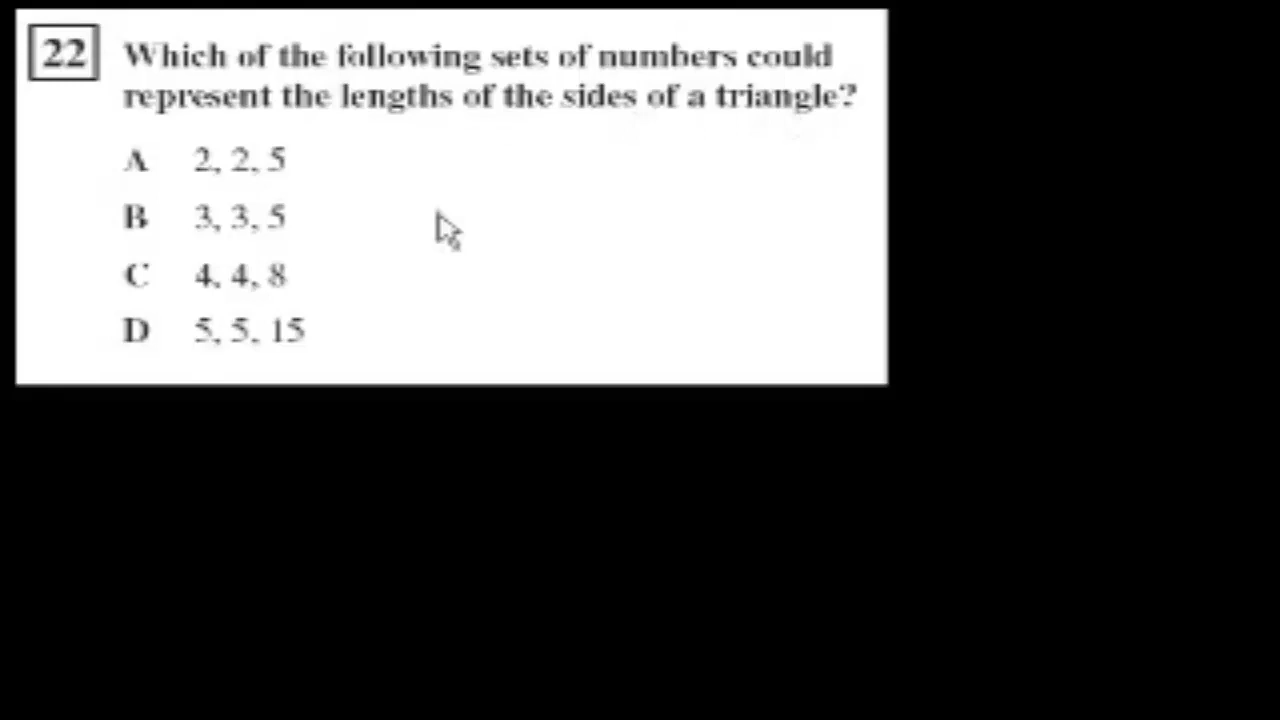 22 Which of the following sets of numbers could
represent the lengths of the sides of a triangle?
A 2, 2, 5
B 3, 3, 5
C 4, 4, 8
D 5, 5, 15